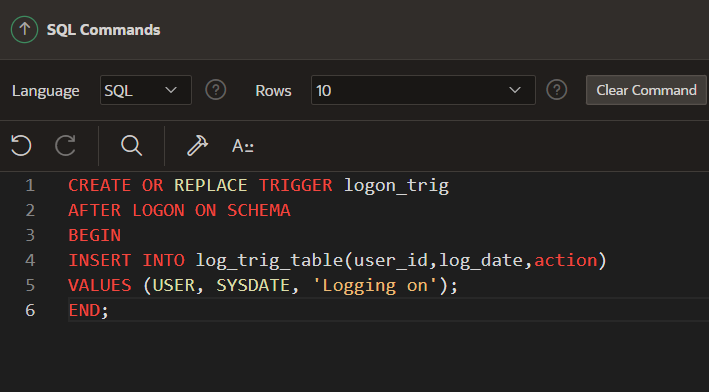 SQL Commands
Language SQL Rows 10 Clear Command
A::
1 CREATE OR REPLACE TRIGGER logon_trig
2 AFTER LOGON ON SCHEMA
3 BEGIN
4 INSERT INTO log_trig_table(user_id,log_date,action)
5 VALUES (USER, SYSDATE, 'Logging on');
6 END;